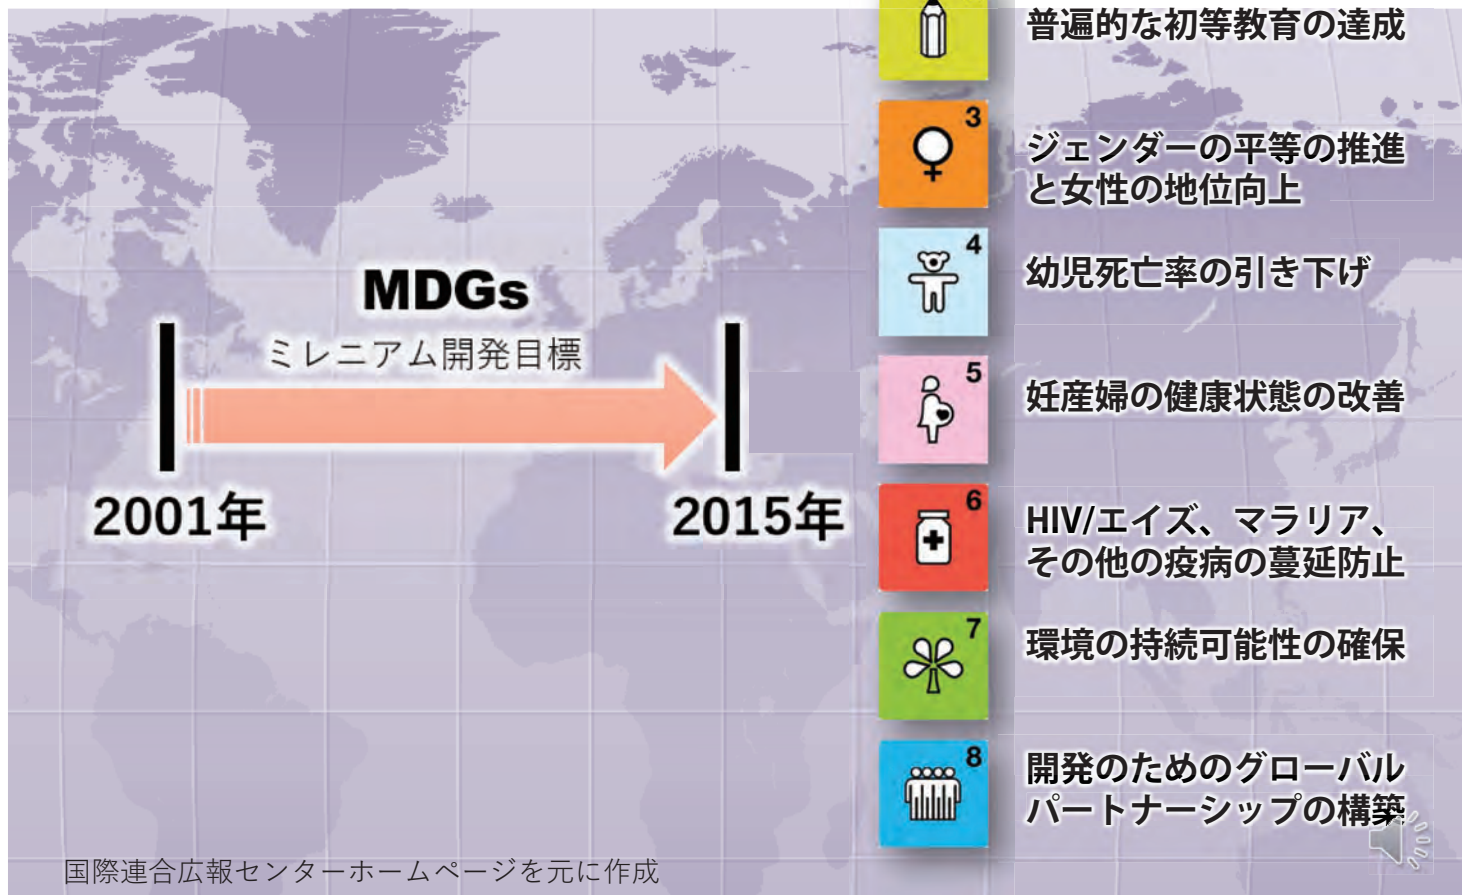 普遍的な初等教育の達成
3
ジェンダーの平等の推進
と女性の地位向上
4
幼児死亡率の引き下げ
MDGs
ミレニアム開発目標
5
妊産婦の健康状態の改善
2001年
2015年
6
HIV/エイズ、マラリア、
その他の疫病の蔓延防止
7
環境の持続可能性の確保
8
開発のためのグローバル
パートナーシップの構築
国際連合広報センターホームページを元に作成